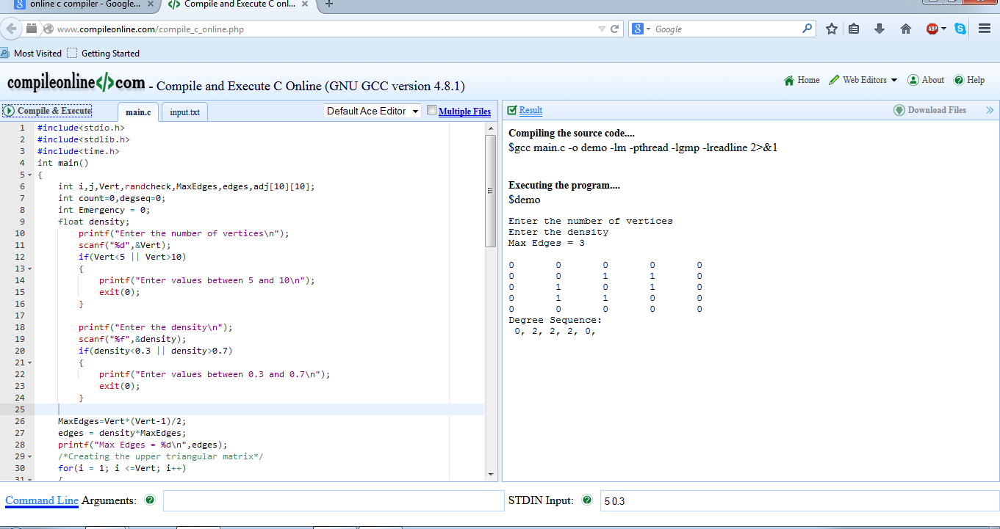 online c compiler - Google...
Compile and Execute C onl...
www.compileonline.com/compile_c_online.php
Google
ABP
Most Visited
Getting Started
compileonline</>com - Compile and Execute C Online (GNU GCC version 4.8.1)
Home
Web Editors
About
Help
Compile & Execute
main.c
input.txt
Default Ace Editor
Multiple Files
1 #include<stdio.h>
2 #include<stdlib.h>
3 #include<time.h>
4 int main()
5 {
6 int i,j,Vert,randcheck,MaxEdges,edges,adj[10][10];
7 int count=0,degseq=0;
8 int Emergency = 0;
9 float density;
10 printf("Enter the number of vertices\n");
11 scanf("%d",&Vert);
12 if(Vert<5 || Vert>10)
13 {
14 printf("Enter values between 5 and 10\n");
15 exit(0);
16 }
17
18 printf("Enter the density\n");
19 scanf("%f",&density);
20 if(density<0.3 || density>0.7)
21 {
22 printf("Enter values between 0.3 and 0.7\n");
23 exit(0);
24 }
25
26 MaxEdges=Vert*(Vert-1)/2;
27 edges = density*MaxEdges;
28 printf("Max Edges = %d\n",edges);
29 /*Creating the upper triangular matrix*/
30 for(i = 1; i <=Vert; i++)
31 {
Result
Download Files
Compiling the source code....
$gcc main.c -o demo -lm -pthread -lgmp -lreadline 2>&1
Executing the program....
$demo
Enter the number of vertices
Enter the density
Max Edges = 3
0 0 0 0 0
0 0 1 1 0
0 1 0 1 0
0 1 1 0 0
0 0 0 0 0
Degree Sequence:
0, 2, 2, 2, 0,
Command Line Arguments:
STDIN Input:
5 0.3